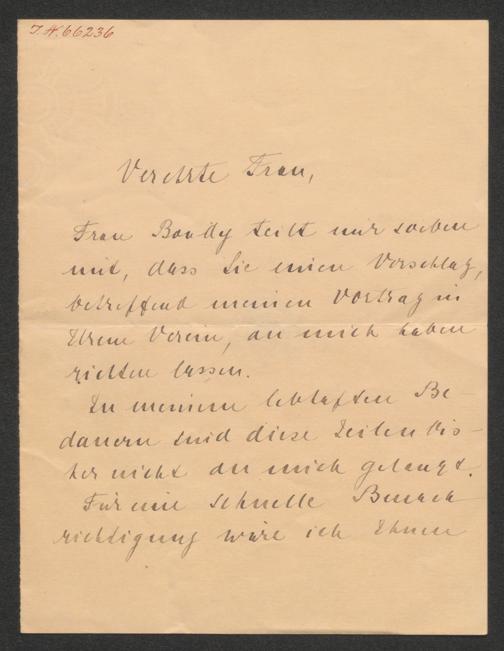 I.N. 66236
Verehrte Frau,
Frau Bondy teilt mir soeben
mit, dass Sie einen Vorschlag,
betreffend meinen Vortrag in
Ihrem Verein, an mich haben
richten lassen.
Zu meinem lebhaften Be-
dauern sind diese Zeilen bis-
her nicht an mich gelangt.
Für eine schnelle Benach
richtigung wäre ich Ihnen